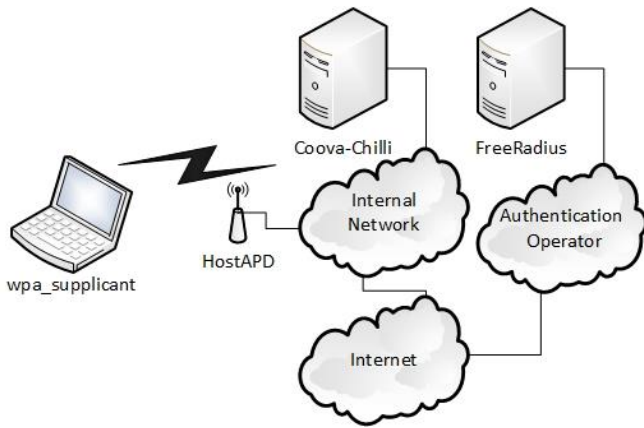 Coova-Chilli
FreeRadius
Internal
Network
Authentication
Operator
HostAPD
wpa_supplicant
Internet